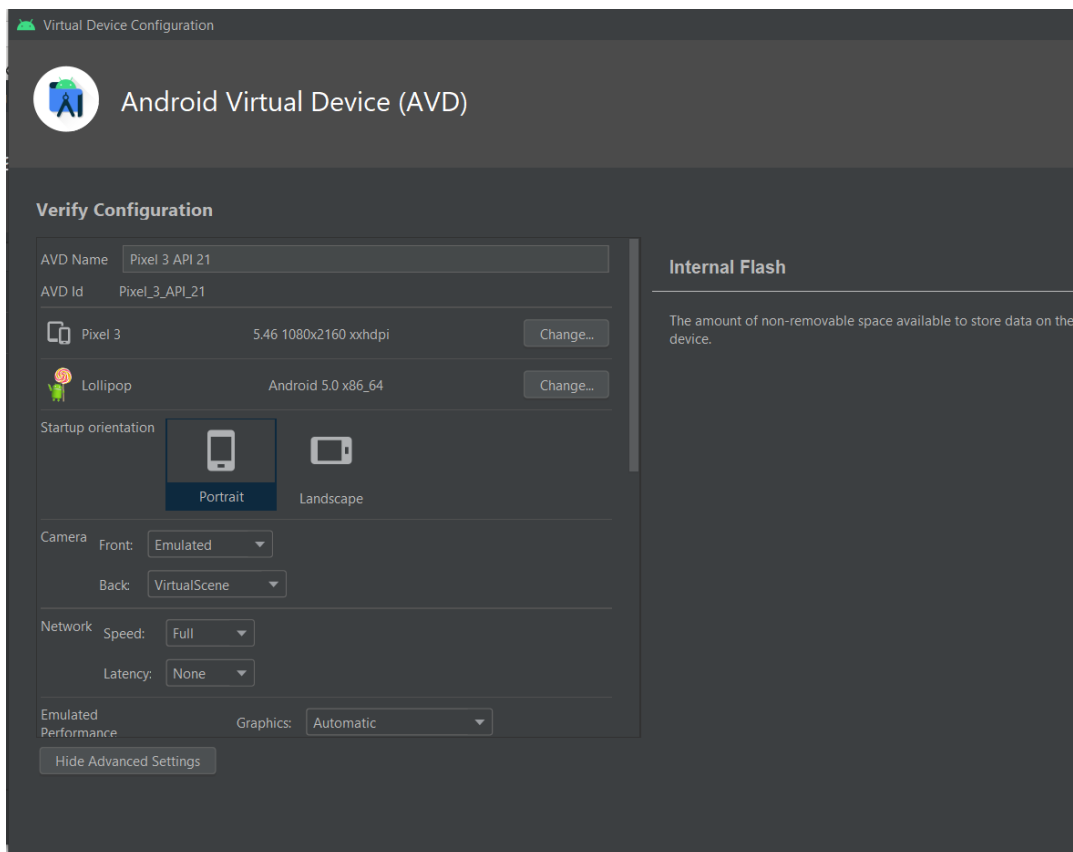 Virtual Device Configuration
Android Virtual Device (AVD)
Verify Configuration
AVD Name Pixel 3 API 21
AVD Id Pixel_3_API_21
Pixel 3 5.46 1080x2160 xxhdpi Change...
Lollipop Android 5.0 x86_64 Change...
Startup orientation
Portrait Landscape
Camera Front: Emulated
Back: VirtualScene
Network Speed: Full
Latency: None
Emulated
Performance Graphics: Automatic
Hide Advanced Settings
Internal Flash
The amount of non-removable space available to store data on the
device.